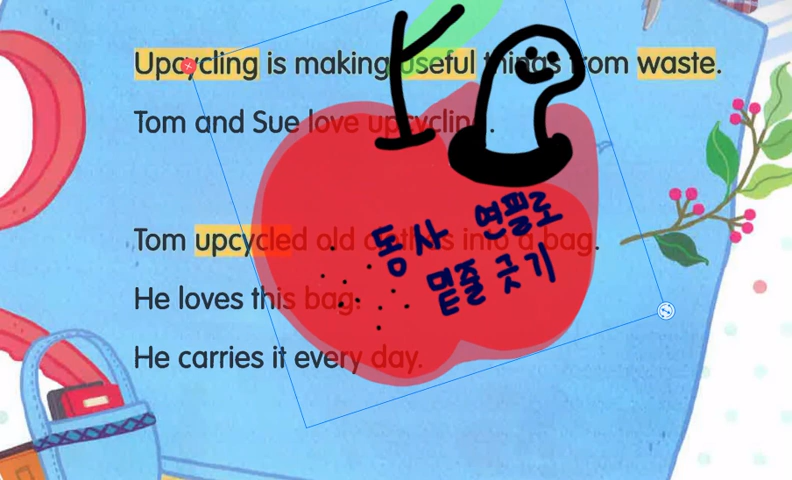 Upcycling is making useful things from waste.
Tom and Sue love upcycling.
Tom upcycled old clothes into a bag.
He loves this bag.
He carries it every day.
동사 연필로
밑줄 긋기